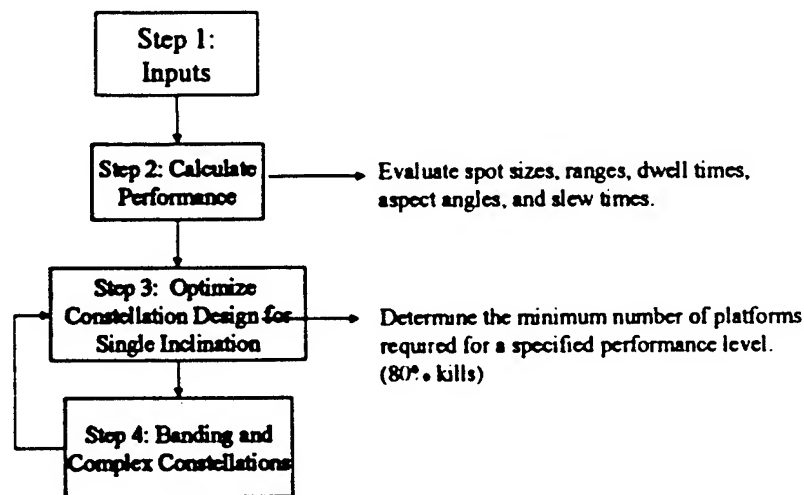 Step 1:
Inputs
Step 2: Calculate
Performance
Evaluate spot sizes, ranges, dwell times,
aspect angles, and slew times.
Step 3: Optimize
Constellation Design for
Single Inclination
Determine the minimum number of platforms
required for a specified performance level.
(80% kills)
Step 4: Banding and
Complex Constellations